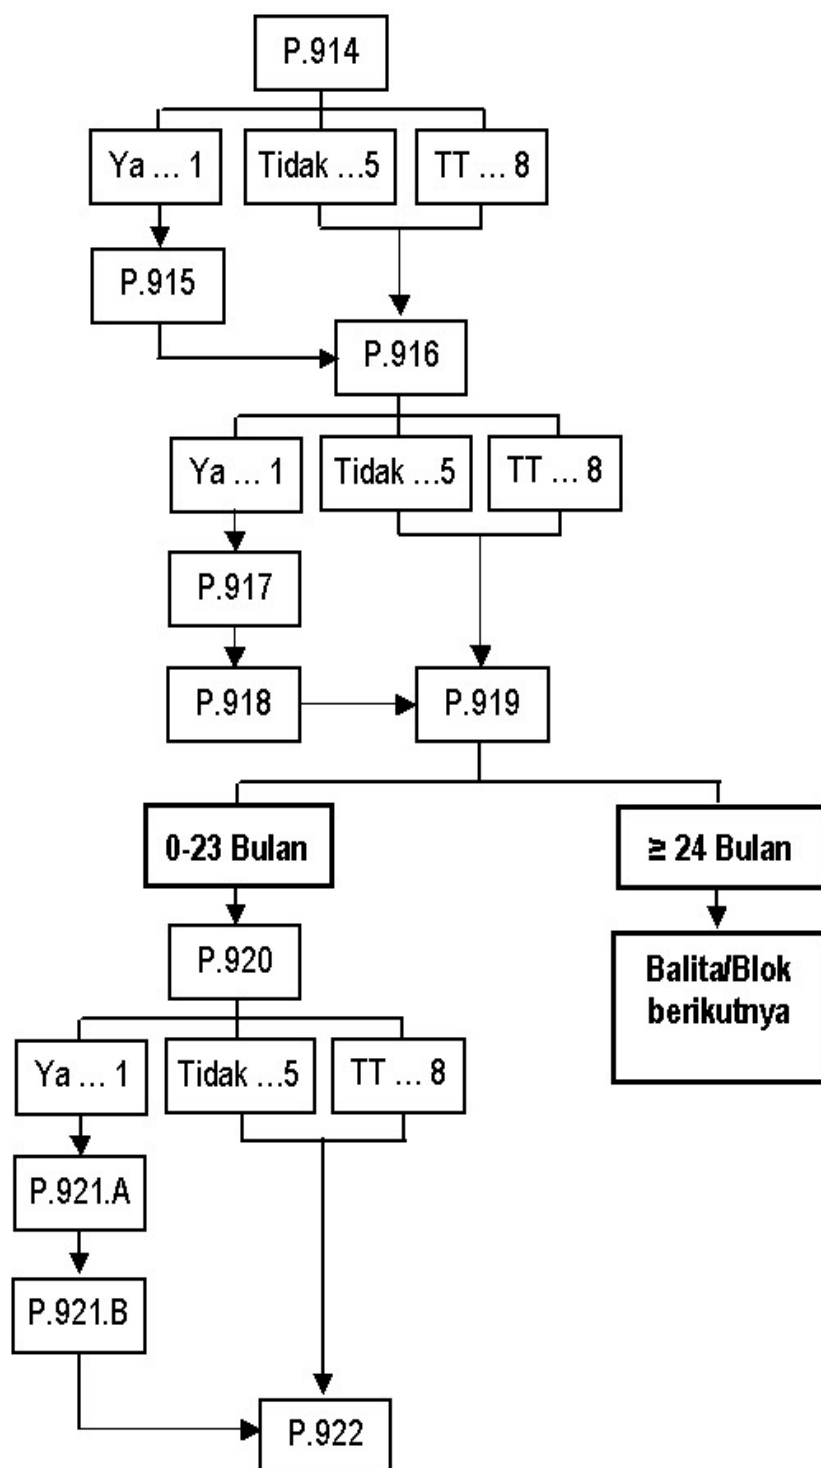 P.914
Ya ... 1
Tidak ...5
TT ... 8
P.915
P.916
Ya ... 1
Tidak ...5
TT ... 8
P.917
P.918
P.919
0-23 Bulan
≥ 24 Bulan
P.920
Balita/Blok
berikutnya
Ya ... 1
Tidak ...5
TT ... 8
P.921.A
P.921.B
P.922